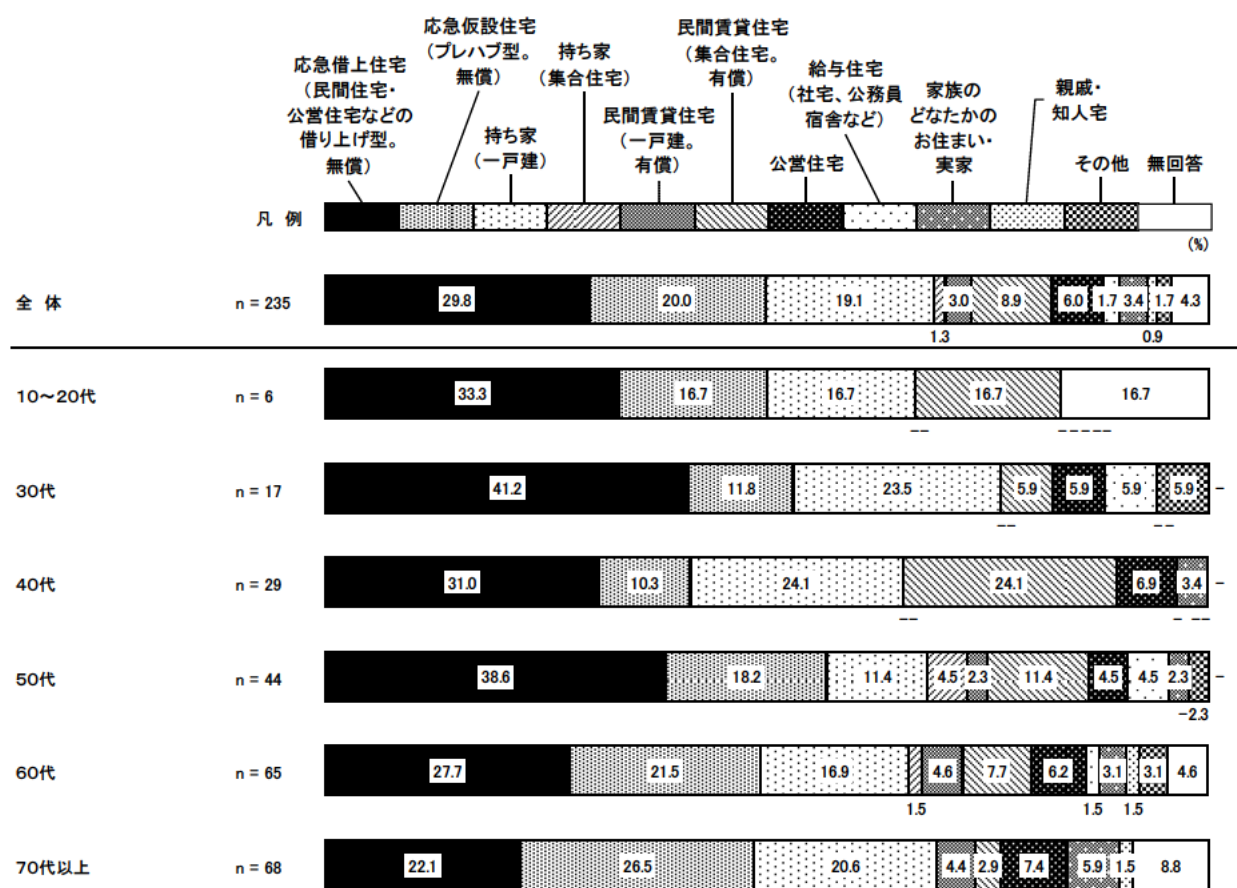 応急借上住宅
（民間住宅・
公営住宅などの
借り上げ型。
無償）
応急仮設住宅
（プレハブ型。
無償）
持ち家
（一戸建）
持ち家
（集合住宅）
民間賃貸住宅
（一戸建。
有償）
民間賃貸住宅
（集合住宅。
有償）
公営住宅
給与住宅
（社宅、公務員
宿舎など）
家族の
どなたかの
お住まい・
実家
親戚・
知人宅
その他
無回答
凡 例
(%)
全 体 n = 235 29.8 20.0 19.1 3.0 8.9 6.0 1.7 3.4 1.7 4.3
1.3 0.9
10～20代 n = 6 33.3 16.7 16.7 16.7 16.7
-- -----
30代 n = 17 41.2 11.8 23.5 5.9 5.9 5.9 5.9 -
-- --
40代 n = 29 31.0 10.3 24.1 24.1 6.9 3.4 -
-- - --
50代 n = 44 38.6 18.2 11.4 4.5 2.3 11.4 4.5 4.5 2.3 -
-2.3
60代 n = 65 27.7 21.5 16.9 4.6 7.7 6.2 3.1 3.1 4.6
1.5 1.5 1.5
70代以上 n = 68 22.1 26.5 20.6 4.4 2.9 7.4 5.9 1.5 8.8